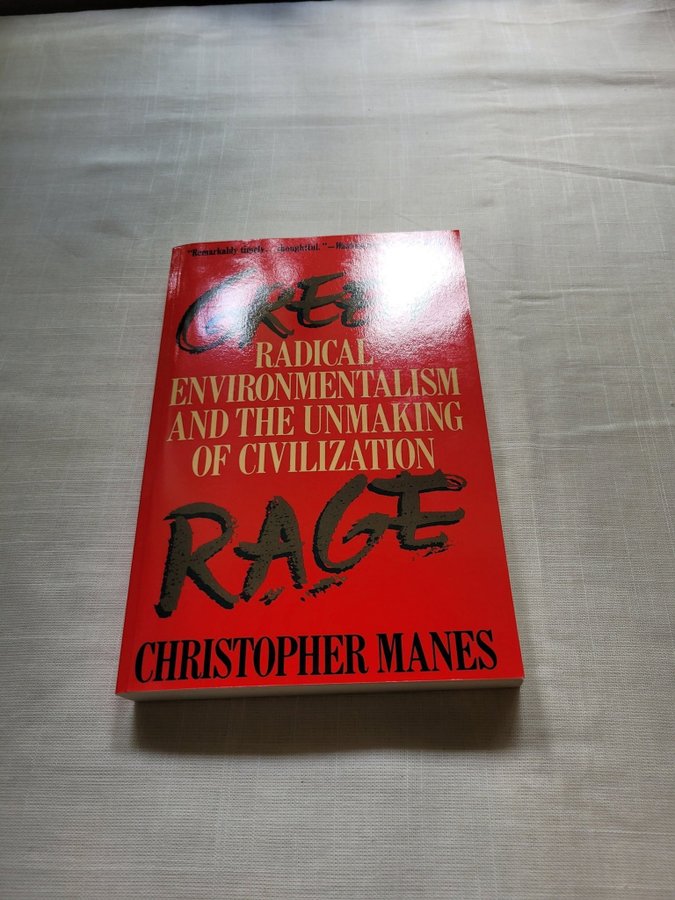 "Remarkably timely. Thoughtful."
GREEN
RADICAL
ENVIRONMENTALISM
AND THE UNMAKING
OF CIVILIZATION
RAGE
CHRISTOPHER MANES